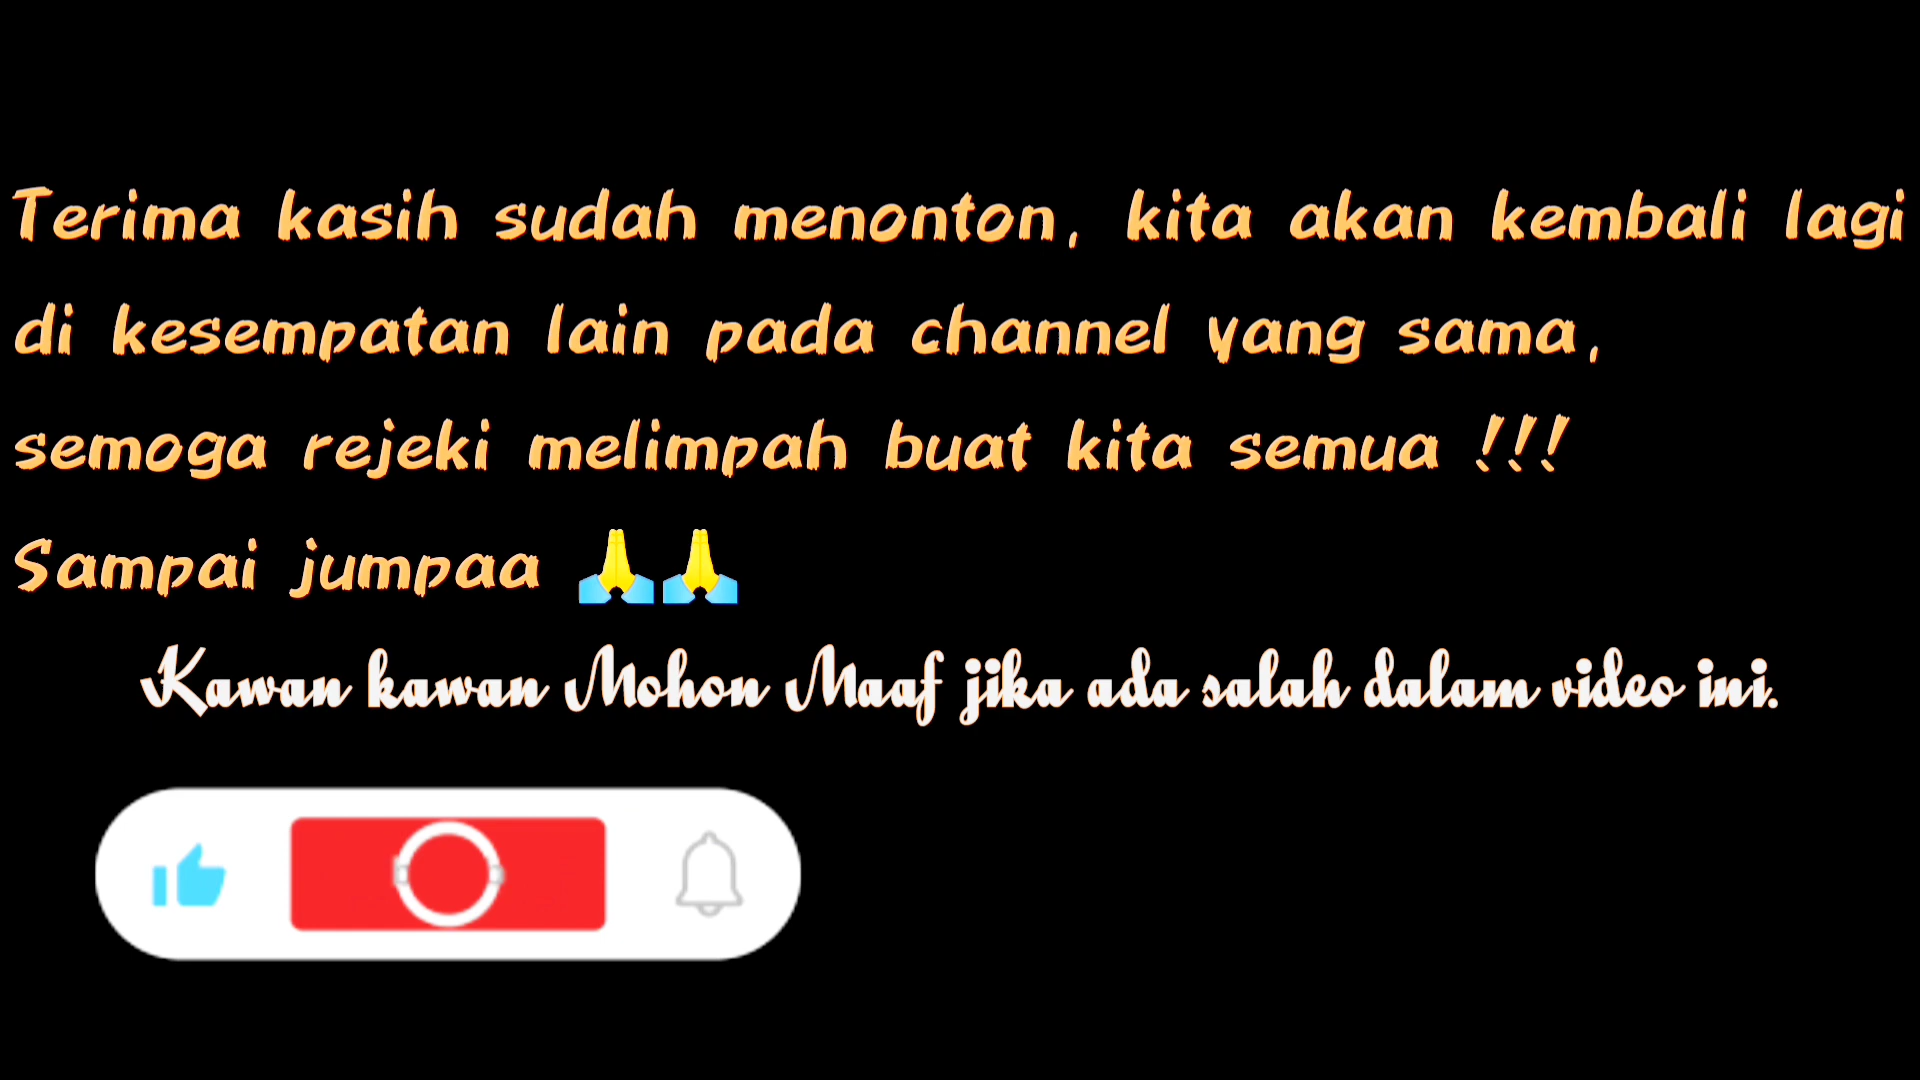 Terima kasih sudah menonton, kita akan kembali lagi
di kesempatan lain pada channel yang sama,
semoga rejeki melimpah buat kita semua !!!
Sampai jumpaa 🙏🙏
Kawan kawan Mohon Maaf jika ada salah dalam video ini.